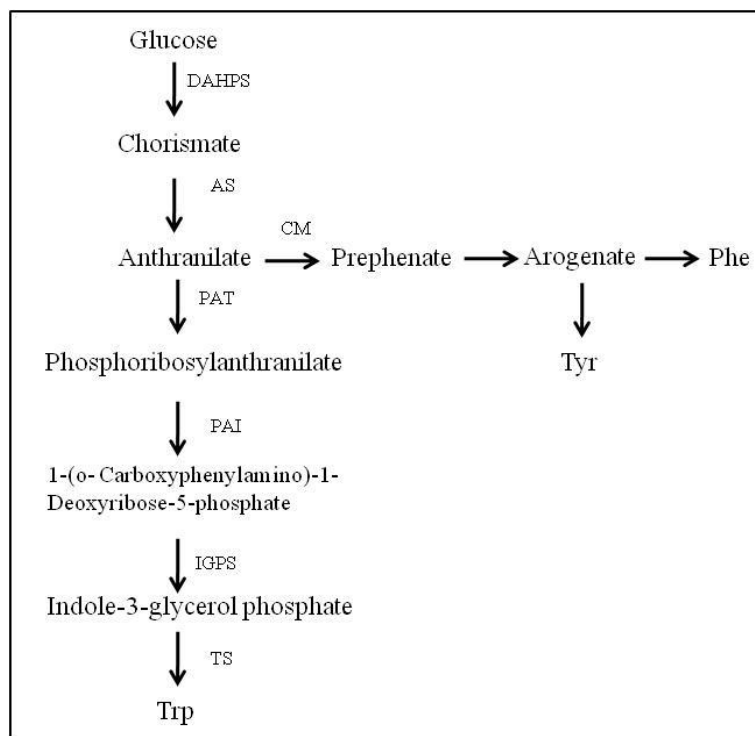 Glucose
DAHPS
Chorismate
AS
CM
Anthranilate
Prephenate
Arogenate
Phe
PAT
Phosphoribosylanthranilate
Tyr
PAI
1-(o- Carboxyphenylamino)-1-
Deoxyribose-5-phosphate
IGPS
Indole-3-glycerol phosphate
TS
Trp